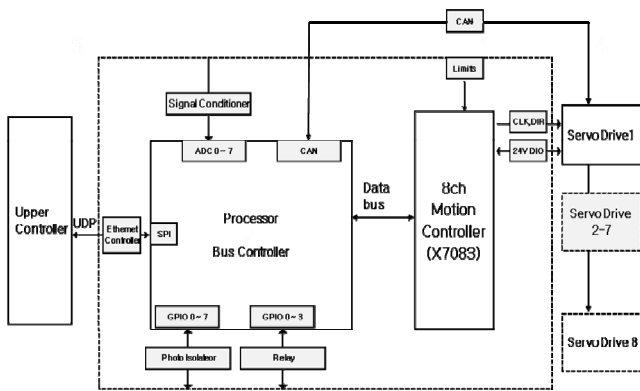 CAN
Limits
Signal Conditioner
CLK,DIR
ADC 0~ 7
CAN
24V DIO
Servo Drive1
Upper
Controller
UDP
Ethernet
Controller
SPI
Processor
Bus Controller
Data
bus
8ch
Motion
Controller
(X7083)
Servo Drive
2-7
GPIO 0~ 7
GPIO 0~ 3
Photo Isolator
Relay
Servo Drive 8